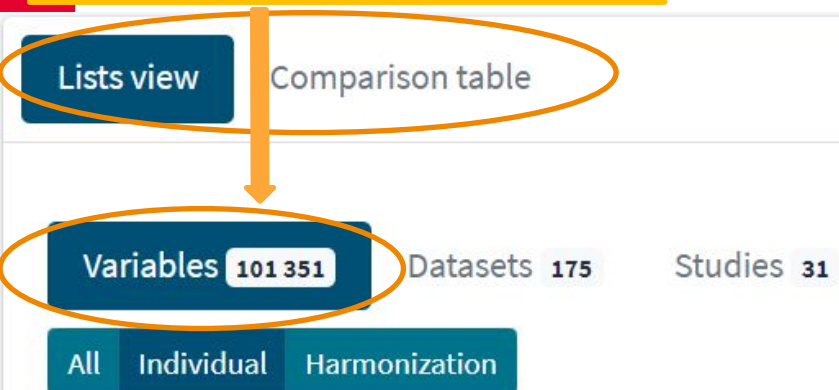 Lists view Comparison table
Variables 101 351 Datasets 175 Studies 31
All Individual Harmonization